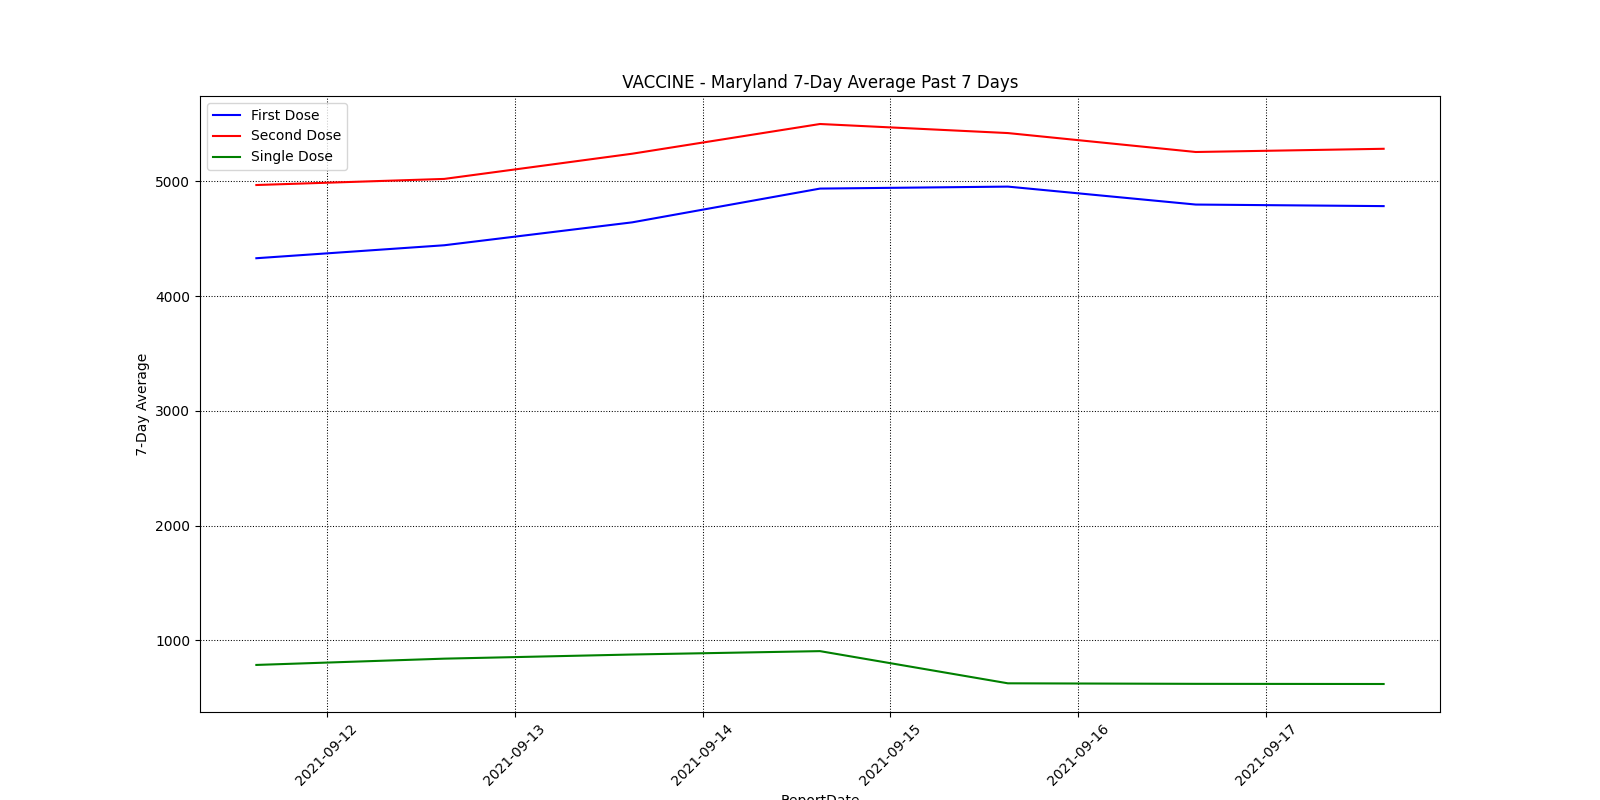 VACCINE - Maryland 7-Day Average Past 7 Days
First Dose
Second Dose
Single Dose
7-Day Average
5000
4000
3000
2000
1000
2021-09-12
2021-09-13
2021-09-14
2021-09-15
2021-09-16
2021-09-17
ReportDate